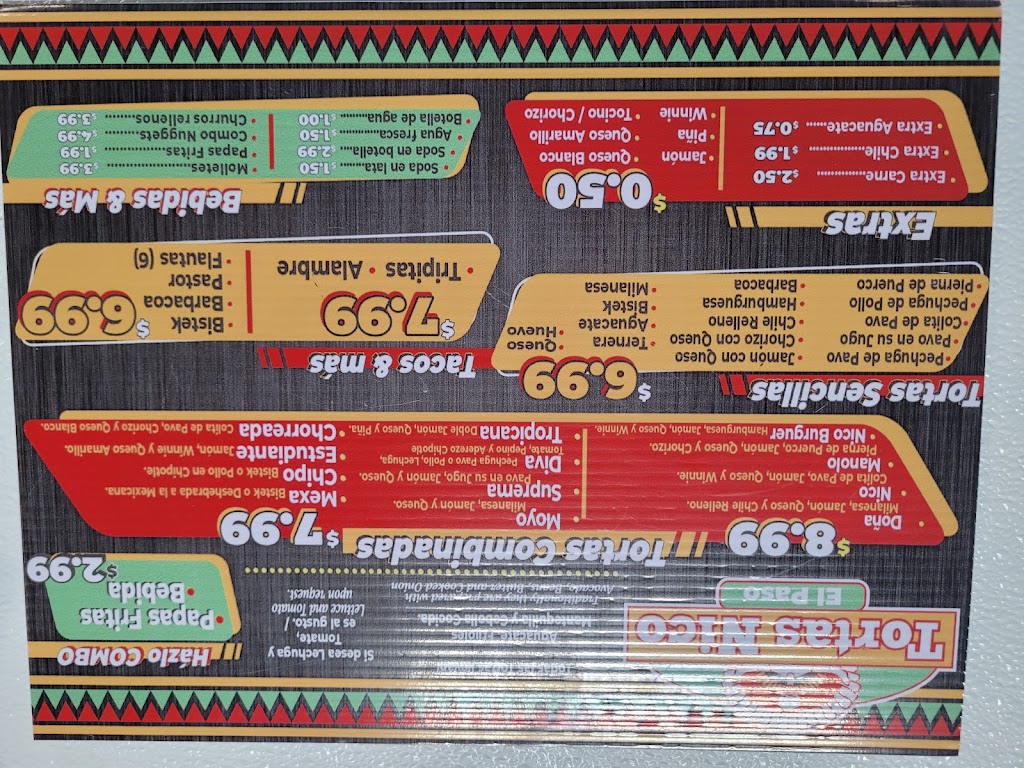 Tortas Nico
El Paso
Aguacate, Frijoles
Mantequilla y Cebolla Cocida.
Traditionally they are prepared with
Avocado, Beans, Butter and Cooked Onion
Si desea Lechuga y
Tomate,
es al gusto. /
Lettuce and Tomato
upon request.
Házlo COMBO
• Papas Fritas
• Bebida
$2.99
Tortas Combinadas
$8.99
Doña
Milanesa, Jamón, Queso y Chile Relleno.
• Nico
Colita de Pavo, Jamón, Queso y Winnie.
• Manolo
Pierna de Puerco, Jamón, Queso y Chorizo.
• Nico Burguer Hamburguesa, Jamón, Queso y Winnie.
$7.99
Moyo
Milanesa, Jamón y Queso.
• Suprema
Pavo en su Jugo, Jamón y Queso.
• Diva Pechuga Pavo o Pollo, Lechuga,
Tomate, Pepino y Aderezo Chipotle
• Tropicana Doble Jamón, Queso y Piña.
• Mexa Bistek o Deshebrada a la Mexicana.
• Chipo Bistek o Pollo en Chipotle.
• Estudiante Jamón, Winnie y Queso Amarillo.
• Chorreada Colita de Pavo, Chorizo y Queso Blanco.
Tortas Sencillas
$6.99
• Pechuga de Pavo
• Pavo en su Jugo
• Colita de Pavo
• Pechuga de Pollo
• Pierna de Puerco
• Jamón con Queso
• Chorizo con Queso
• Chile Relleno
• Hamburguesa
• Barbacoa
• Ternera
• Aguacate
• Bistek
• Milanesa
• Queso
• Huevo
Tacos & más
$7.99
• Tripitas • Alambre
$6.99
• Bistek
• Barbacoa
• Pastor
• Flautas (6)
Extras
• Extra Carne.................. $2.50
• Extra Chile................... $1.99
• Extra Aguacate........ $0.75
$0.50
• Jamón
• Piña
• Winnie
• Queso Blanco
• Queso Amarillo
• Tocino / Chorizo
Bebidas & Más
• Soda en lata......$1.50
• Soda en botella....$2.99
• Agua fresca........$1.50
• Botella de agua........$1.00
• Molletes...................$3.99
• Papas Fritas..............$1.99
• Combo Nuggets.......$4.99
• Churros rellenos.......$3.99